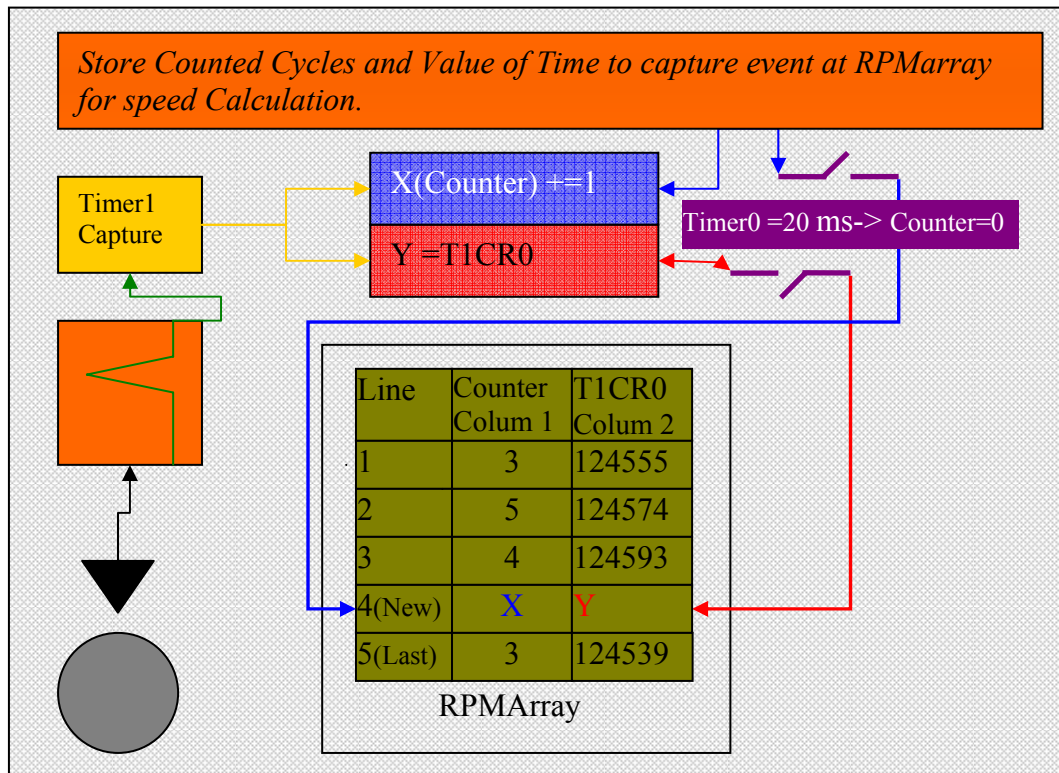 Store Counted Cycles and Value of Time to capture event at RPMarray
for speed Calculation.
Timer1
Capture
X(Counter) +=1
Y =T1CR0
Timer0 =20 ms-> Counter=0
Line Counter Colum 1 T1CR0 Colum 2
1 3 124555
2 5 124574
3 4 124593
4(New) X Y
5(Last) 3 124539
RPMArray